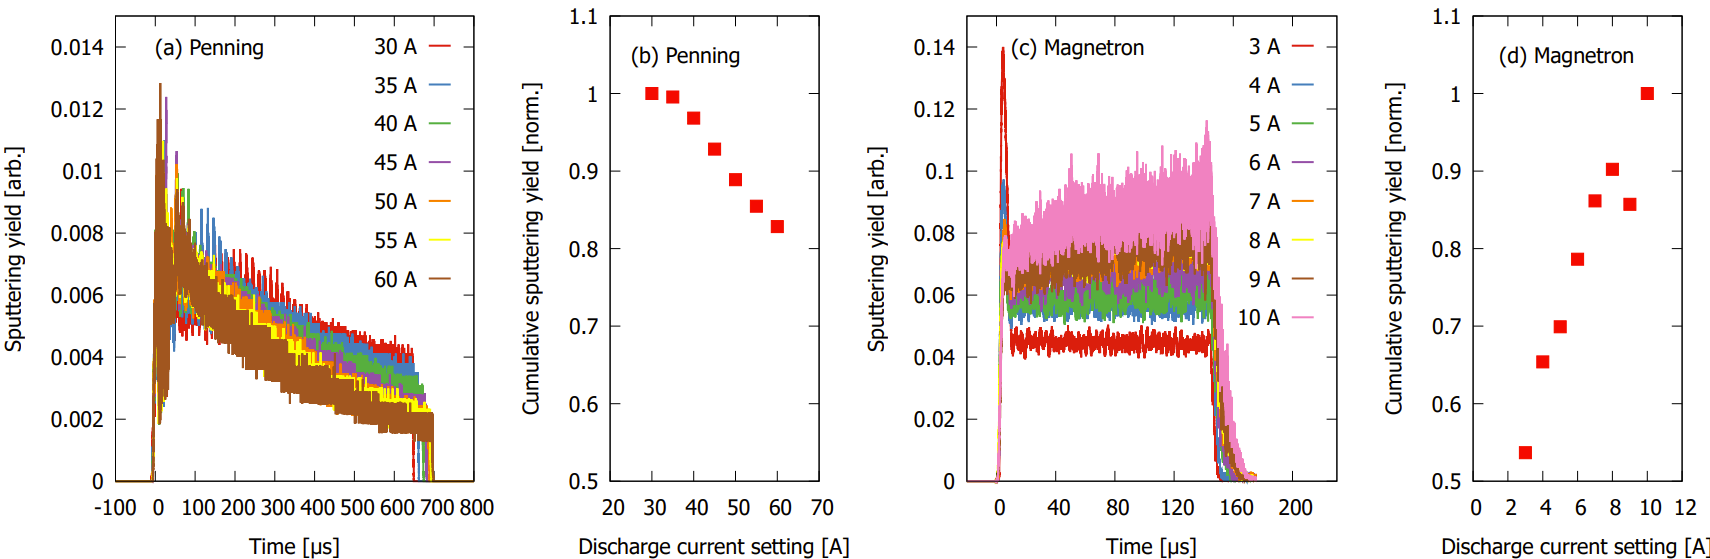 (a) Penning
30 A
35 A
40 A
45 A
50 A
55 A
60 A
0.014
0.012
0.01
0.008
0.006
0.004
0.002
0
-100 0 100 200 300 400 500 600 700 800
Sputtering yield [arb.]
Time [μs]
(b) Penning
1.1
1
0.9
0.8
0.7
0.6
0.5
20 30 40 50 60 70
Cumulative sputtering yield [norm.]
Discharge current setting [A]
(c) Magnetron
3 A
4 A
5 A
6 A
7 A
8 A
9 A
10 A
0.14
0.12
0.1
0.08
0.06
0.04
0.02
0
0 40 80 120 160 200
Sputtering yield [arb.]
Time [μs]
(d) Magnetron
1.1
1
0.9
0.8
0.7
0.6
0.5
0 2 4 6 8 10 12
Cumulative sputtering yield [norm.]
Discharge current setting [A]